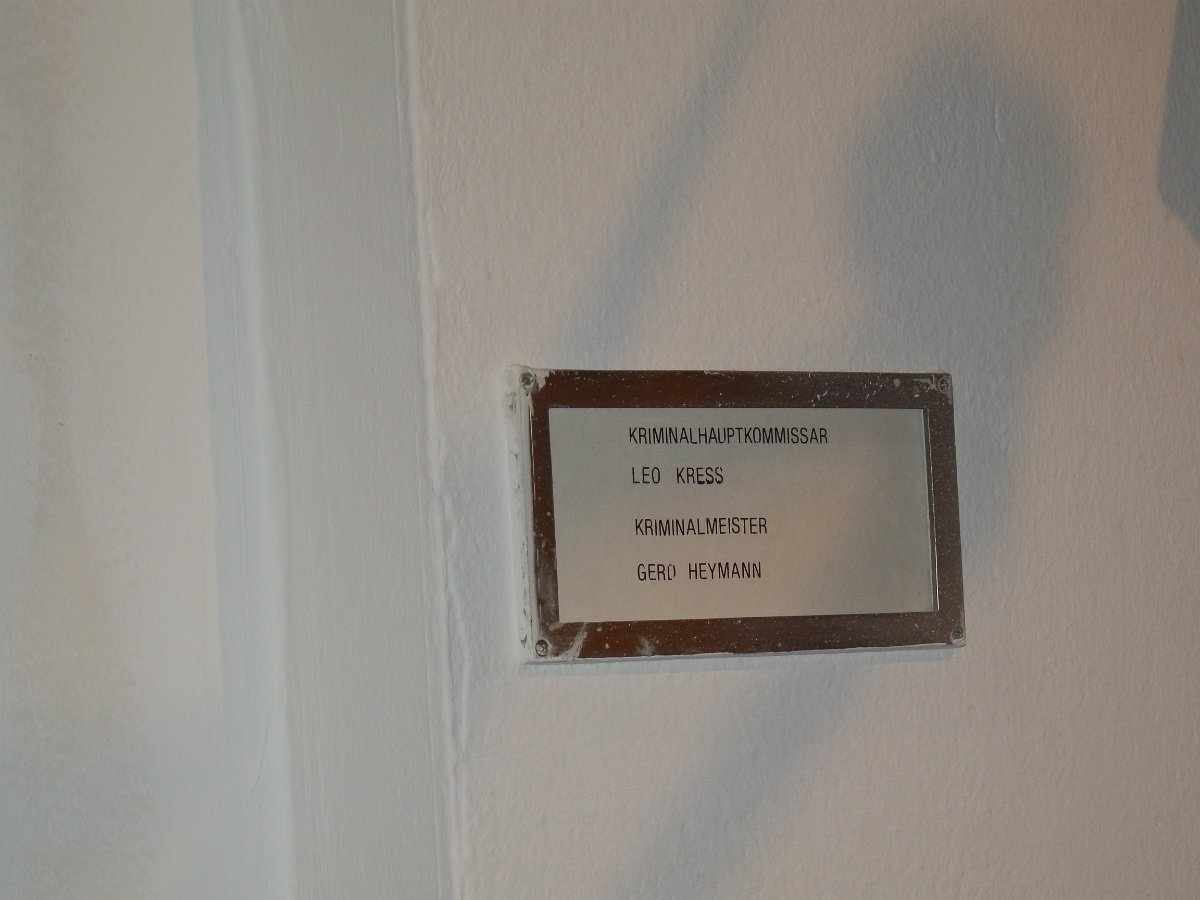 KRIMINALHAUPTKOMMISSAR
LEO KRESS
KRIMINALMEISTER
GERD HEYMANN